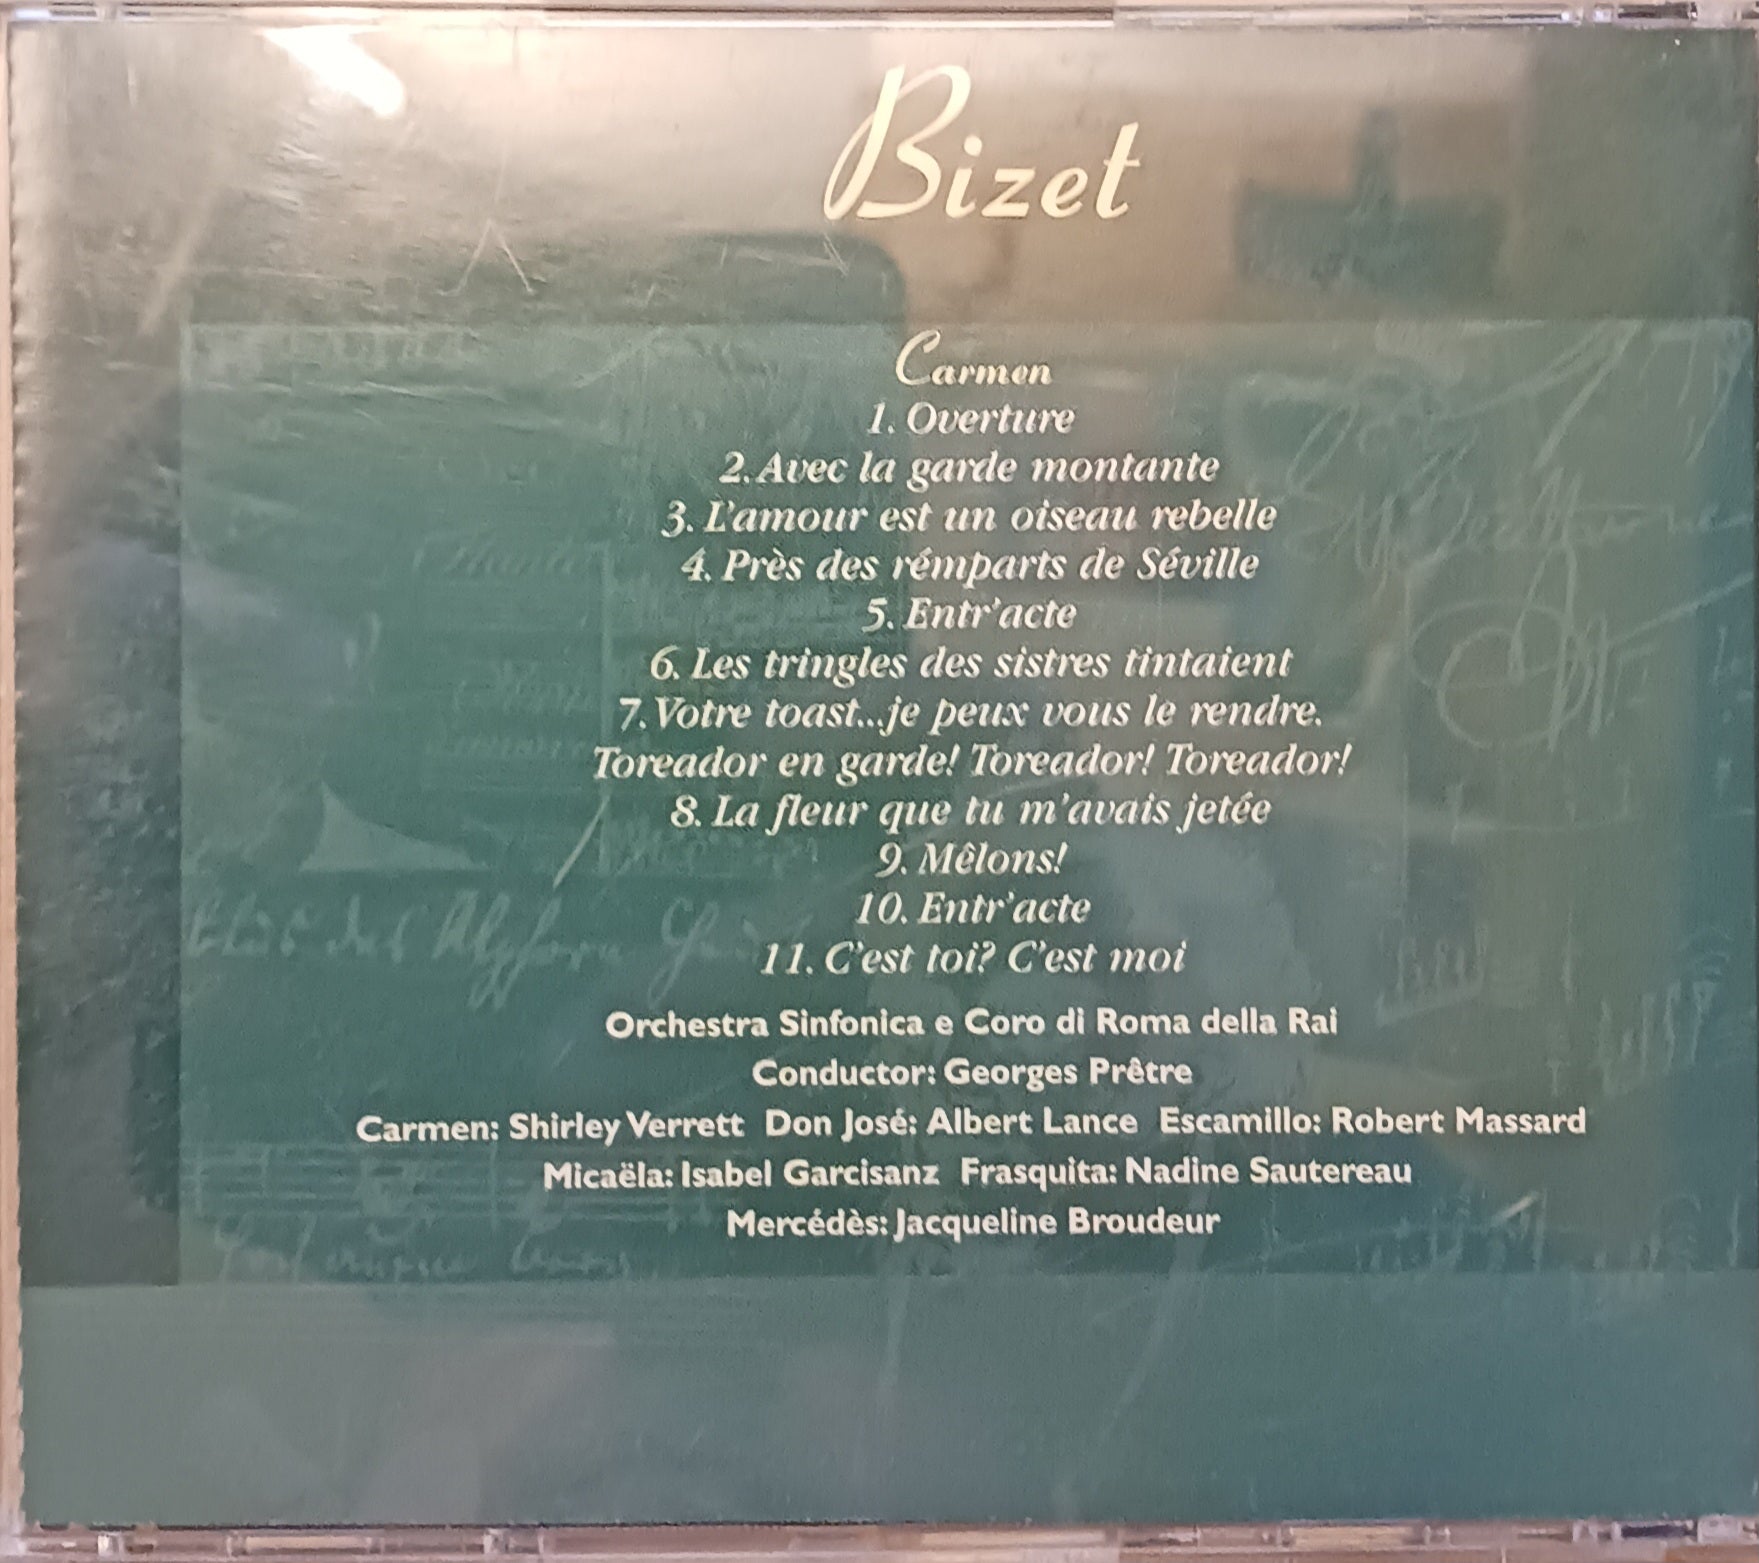 Bizet
Carmen
1. Overture
2. Avec la garde montante
3. L'amour est un oiseau rebelle
4. Près des rémparts de Séville
5. Entr'acte
6. Les tringles des sistres tintaient
7. Votre toast...je peux vous le rendre.
Toreador en garde! Toreador! Toreador!
8. La fleur que tu m'avais jetée
9. Mêlons!
10. Entr'acte
11. C'est toi? C'est moi
Orchestra Sinfonica e Coro di Roma della Rai
Conductor: Georges Prêtre
Carmen: Shirley Verrett Don José: Albert Lance Escamillo: Robert Massard
Micaëla: Isabel Garcisanz Frasquita: Nadine Sautereau
Mercédès: Jacqueline Broudeur